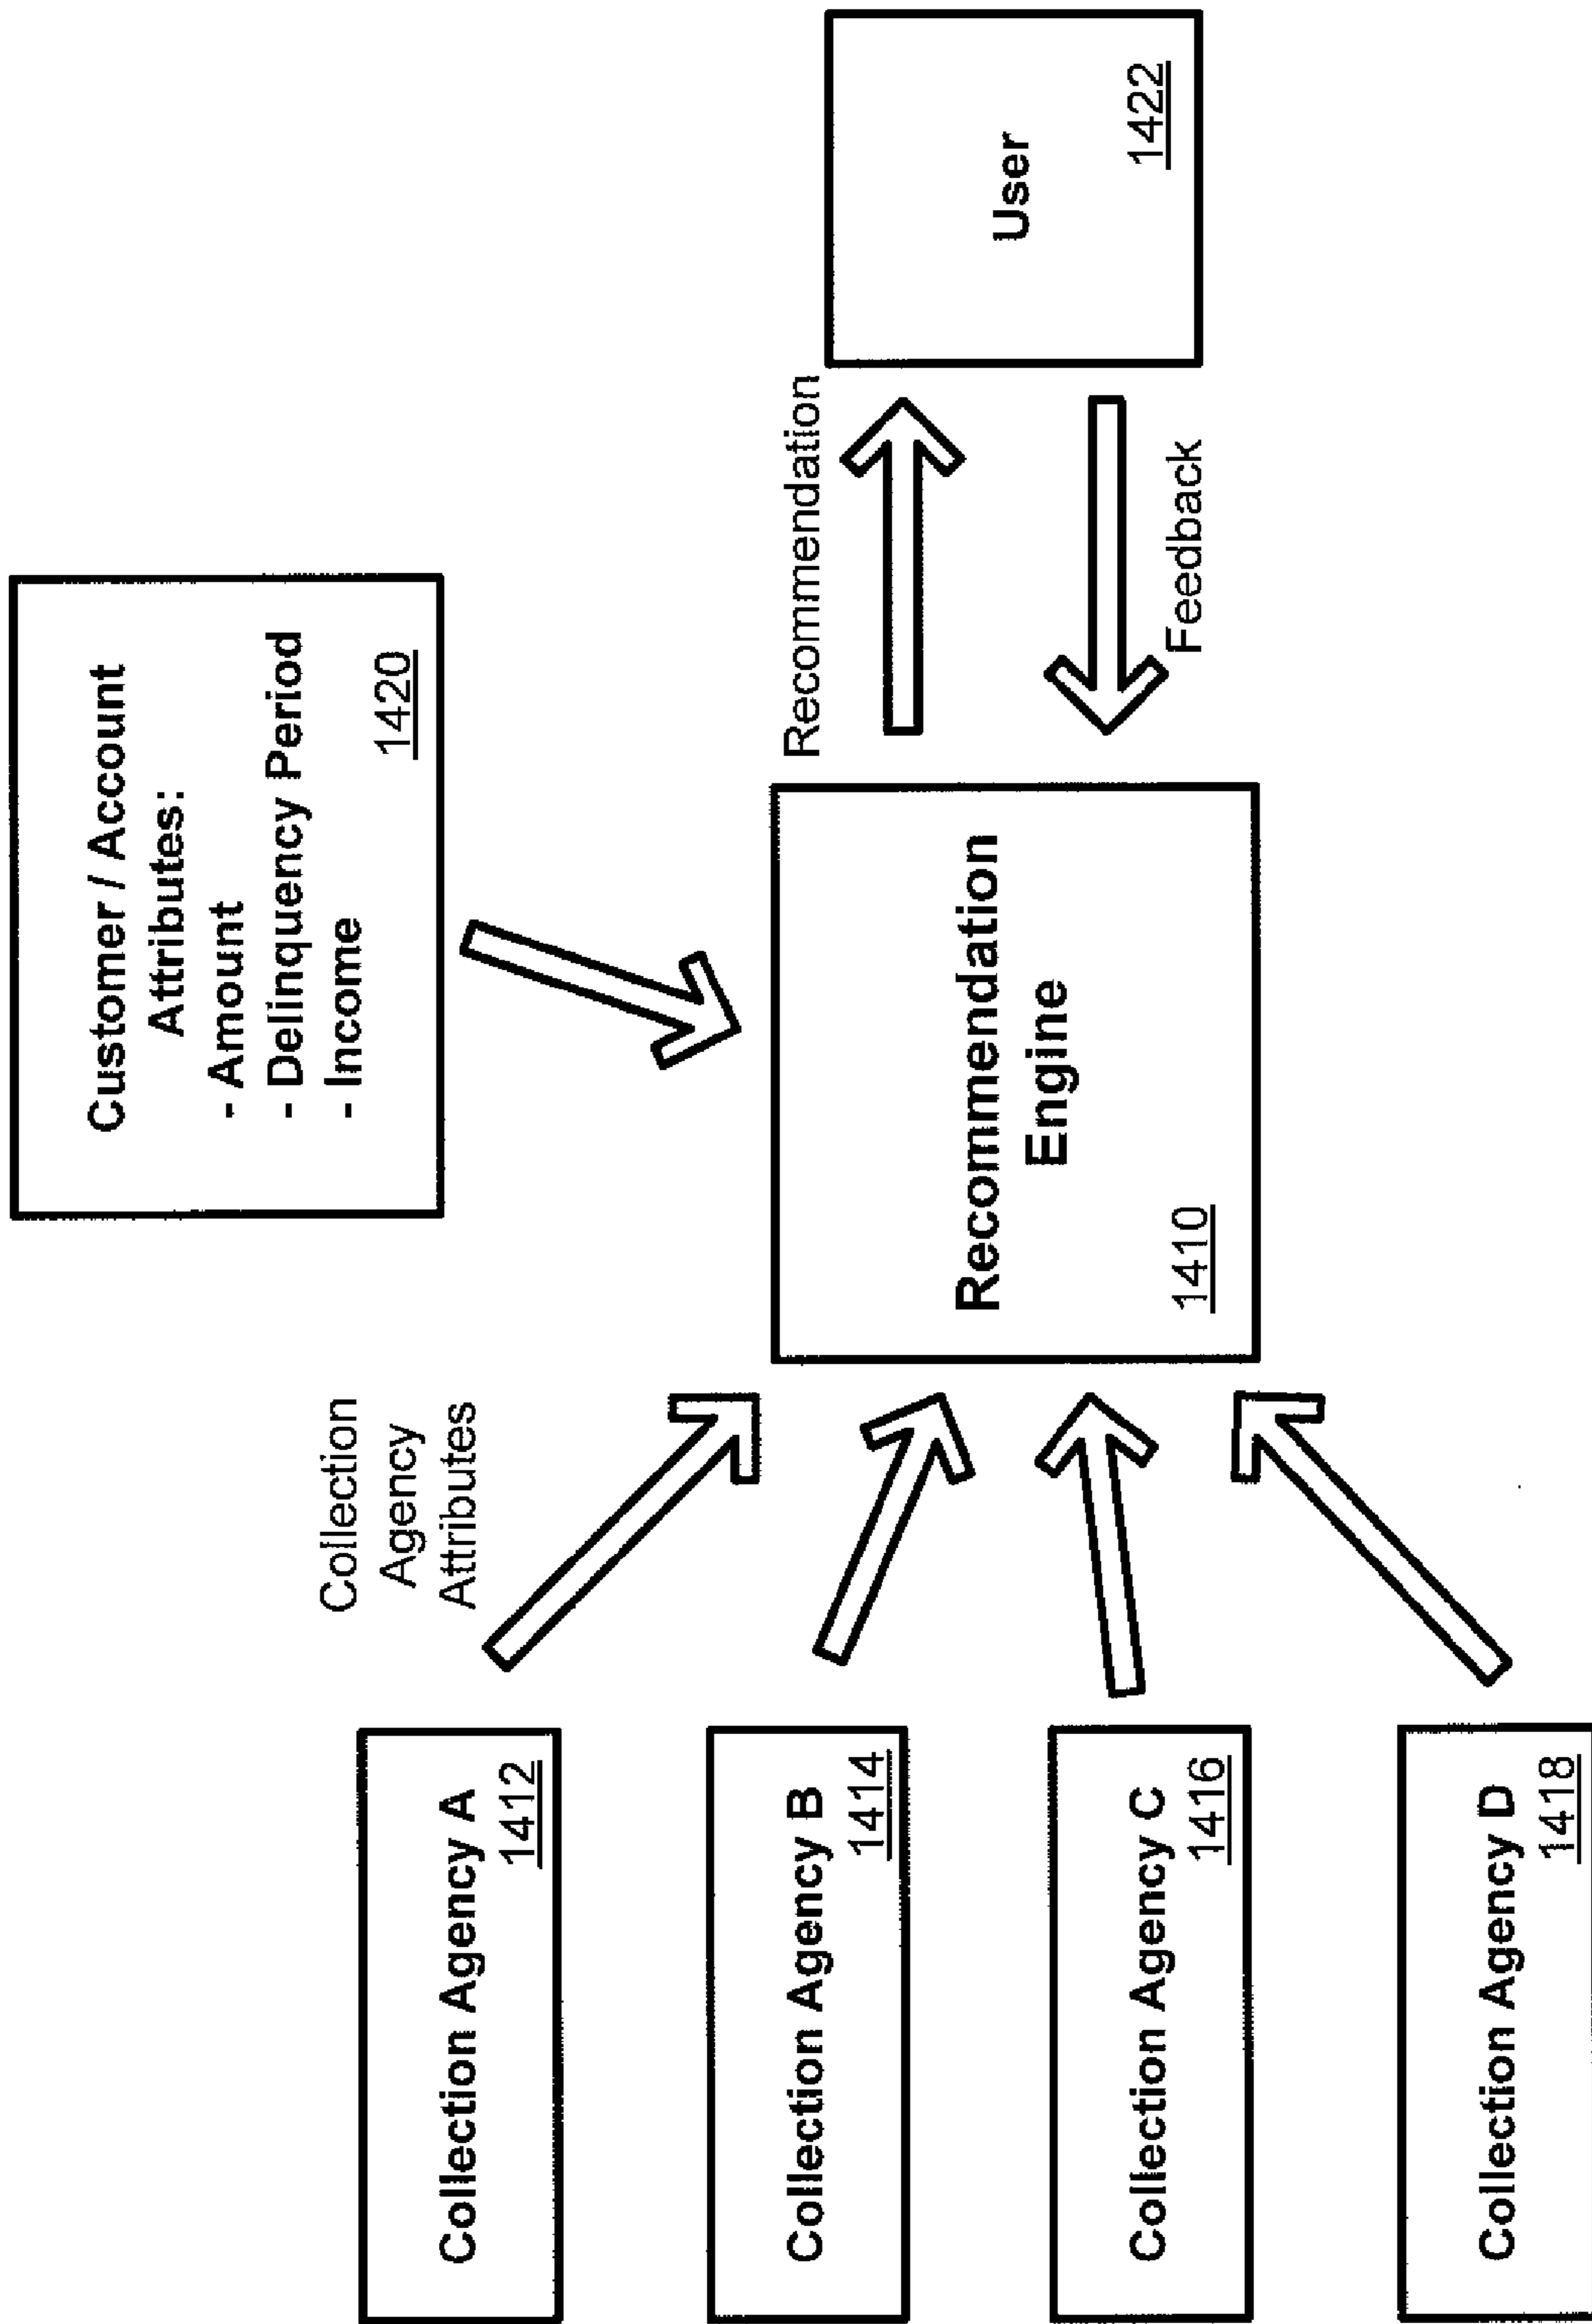 Customer / Account
Attributes:
- Amount
- Delinquency Period
- Income
1420
Collection
Agency
Attributes
Collection Agency A
1412
Collection Agency B
1414
Collection Agency C
1416
Collection Agency D
1418
Recommendation
Engine
1410
Recommendation
Feedback
User
1422